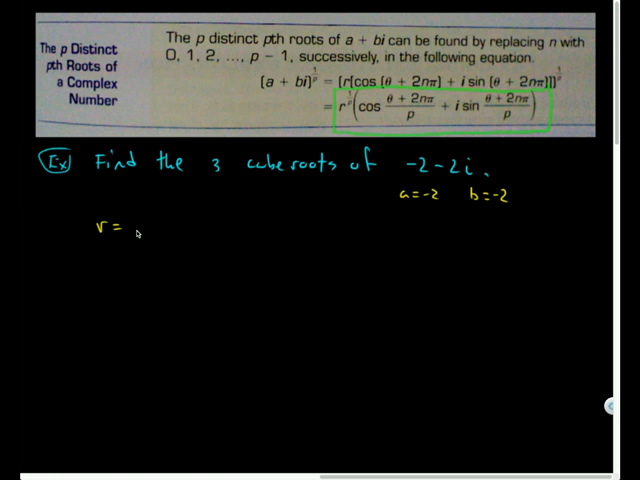 The p Distinct
pth Roots of
a Complex
Number
The p distinct pth roots of a + bi can be found by replacing n with
0, 1, 2, ..., p − 1, successively, in the following equation.
(a + bi)^{1/p} = (r[cos (θ + 2nπ) + i sin (θ + 2nπ)])^{1/p}
= r^{1/p}(cos (θ + 2nπ)/p + i sin (θ + 2nπ)/p)
Ex Find the 3 cube roots of -2-2i.
a=-2 b=-2
r=